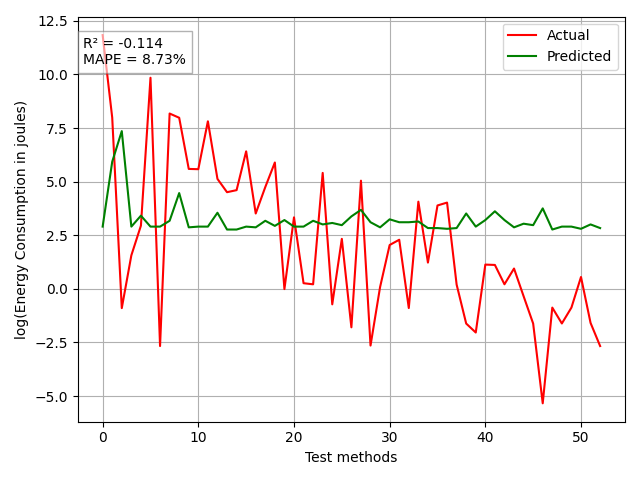 12.5
10.0
7.5
5.0
2.5
0.0
−2.5
−5.0
log(Energy Consumption in joules)
R² = -0.114
MAPE = 8.73%
Actual
Predicted
0 10 20 30 40 50
Test methods